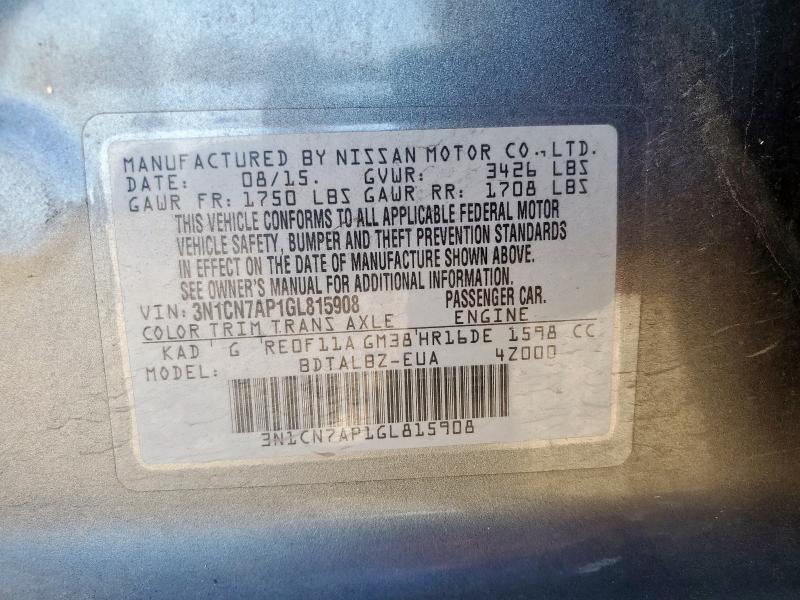 MANUFACTURED BY NISSAN MOTOR CO., LTD.
DATE: 08/15. GVWR: 3426 LBS
GAWR FR: 1750 LBS GAWR RR: 1708 LBS
THIS VEHICLE CONFORMS TO ALL APPLICABLE FEDERAL MOTOR
VEHICLE SAFETY, BUMPER AND THEFT PREVENTION STANDARDS
IN EFFECT ON THE DATE OF MANUFACTURE SHOWN ABOVE.
SEE OWNER'S MANUAL FOR ADDITIONAL INFORMATION.
VIN: 3N1CN7AP1GL815908 PASSENGER CAR.
COLOR TRIM TRANS AXLE ENGINE
KAD G RE0F11A GM38 HR16DE 1598 CC
MODEL: BDTALBZ-EUA 4Z000
3N1CN7AP1GL815908